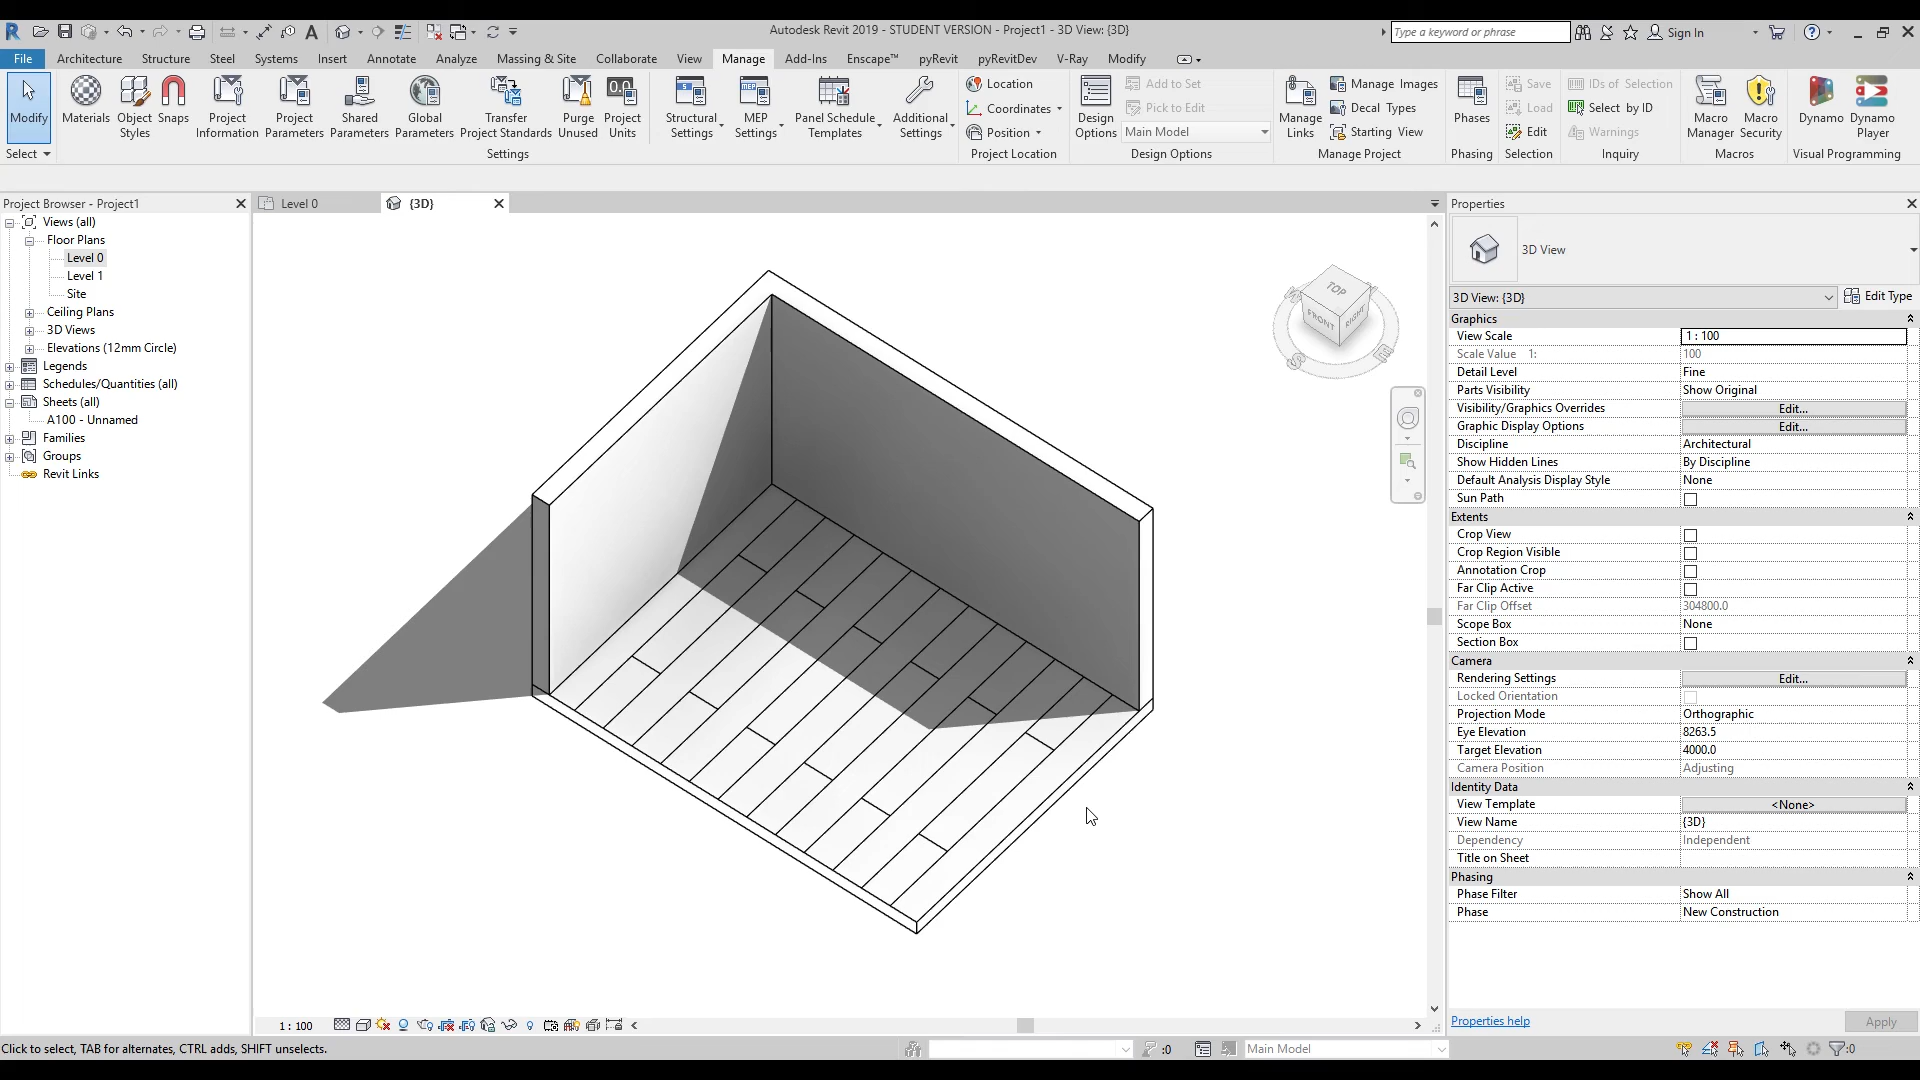 Autodesk Revit 2019 - STUDENT VERSION - Project1 - 3D View: {3D}
Type a keyword or phrase
Sign In
File Architecture Structure Steel Systems Insert Annotate Analyze Massing & Site Collaborate View Manage Add-Ins Enscape™ pyRevit pyRevitDev V-Ray Modify
Modify
Select
Materials
Object Styles
Snaps
Project Information
Project Parameters
Shared Parameters
Global Parameters
Transfer Project Standards
Purge Unused
Project Units
Structural Settings
MEP Settings
Panel Schedule Templates
Additional Settings
Settings
Location
Coordinates
Position
Project Location
Design Options
Add to Set
Pick to Edit
Main Model
Design Options
Manage Links
Manage Images
Decal Types
Starting View
Manage Project
Phases
Phasing
Save
Load
Edit
Selection
IDs of Selection
Select by ID
Warnings
Inquiry
Macro Manager
Macro Security
Macros
Dynamo
Dynamo Player
Visual Programming
Project Browser - Project1
Views (all)
Floor Plans
Level 0
Level 1
Site
Ceiling Plans
3D Views
Elevations (12mm Circle)
Legends
Schedules/Quantities (all)
Sheets (all)
A100 - Unnamed
Families
Groups
Revit Links
Level 0
{3D}
TOP
FRONT
RIGHT
S
E
Properties
3D View
3D View: {3D}
Edit Type
Graphics
View Scale 1 : 100
Scale Value 1: 100
Detail Level Fine
Parts Visibility Show Original
Visibility/Graphics Overrides Edit...
Graphic Display Options Edit...
Discipline Architectural
Show Hidden Lines By Discipline
Default Analysis Display Style None
Sun Path
Extents
Crop View
Crop Region Visible
Annotation Crop
Far Clip Active
Far Clip Offset 304800.0
Scope Box None
Section Box
Camera
Rendering Settings Edit...
Locked Orientation
Projection Mode Orthographic
Eye Elevation 8263.5
Target Elevation 4000.0
Camera Position Adjusting
Identity Data
View Template <None>
View Name {3D}
Dependency Independent
Title on Sheet
Phasing
Phase Filter Show All
Phase New Construction
Properties help
Apply
1 : 100
Click to select, TAB for alternates, CTRL adds, SHIFT unselects.
:0
Main Model
:0